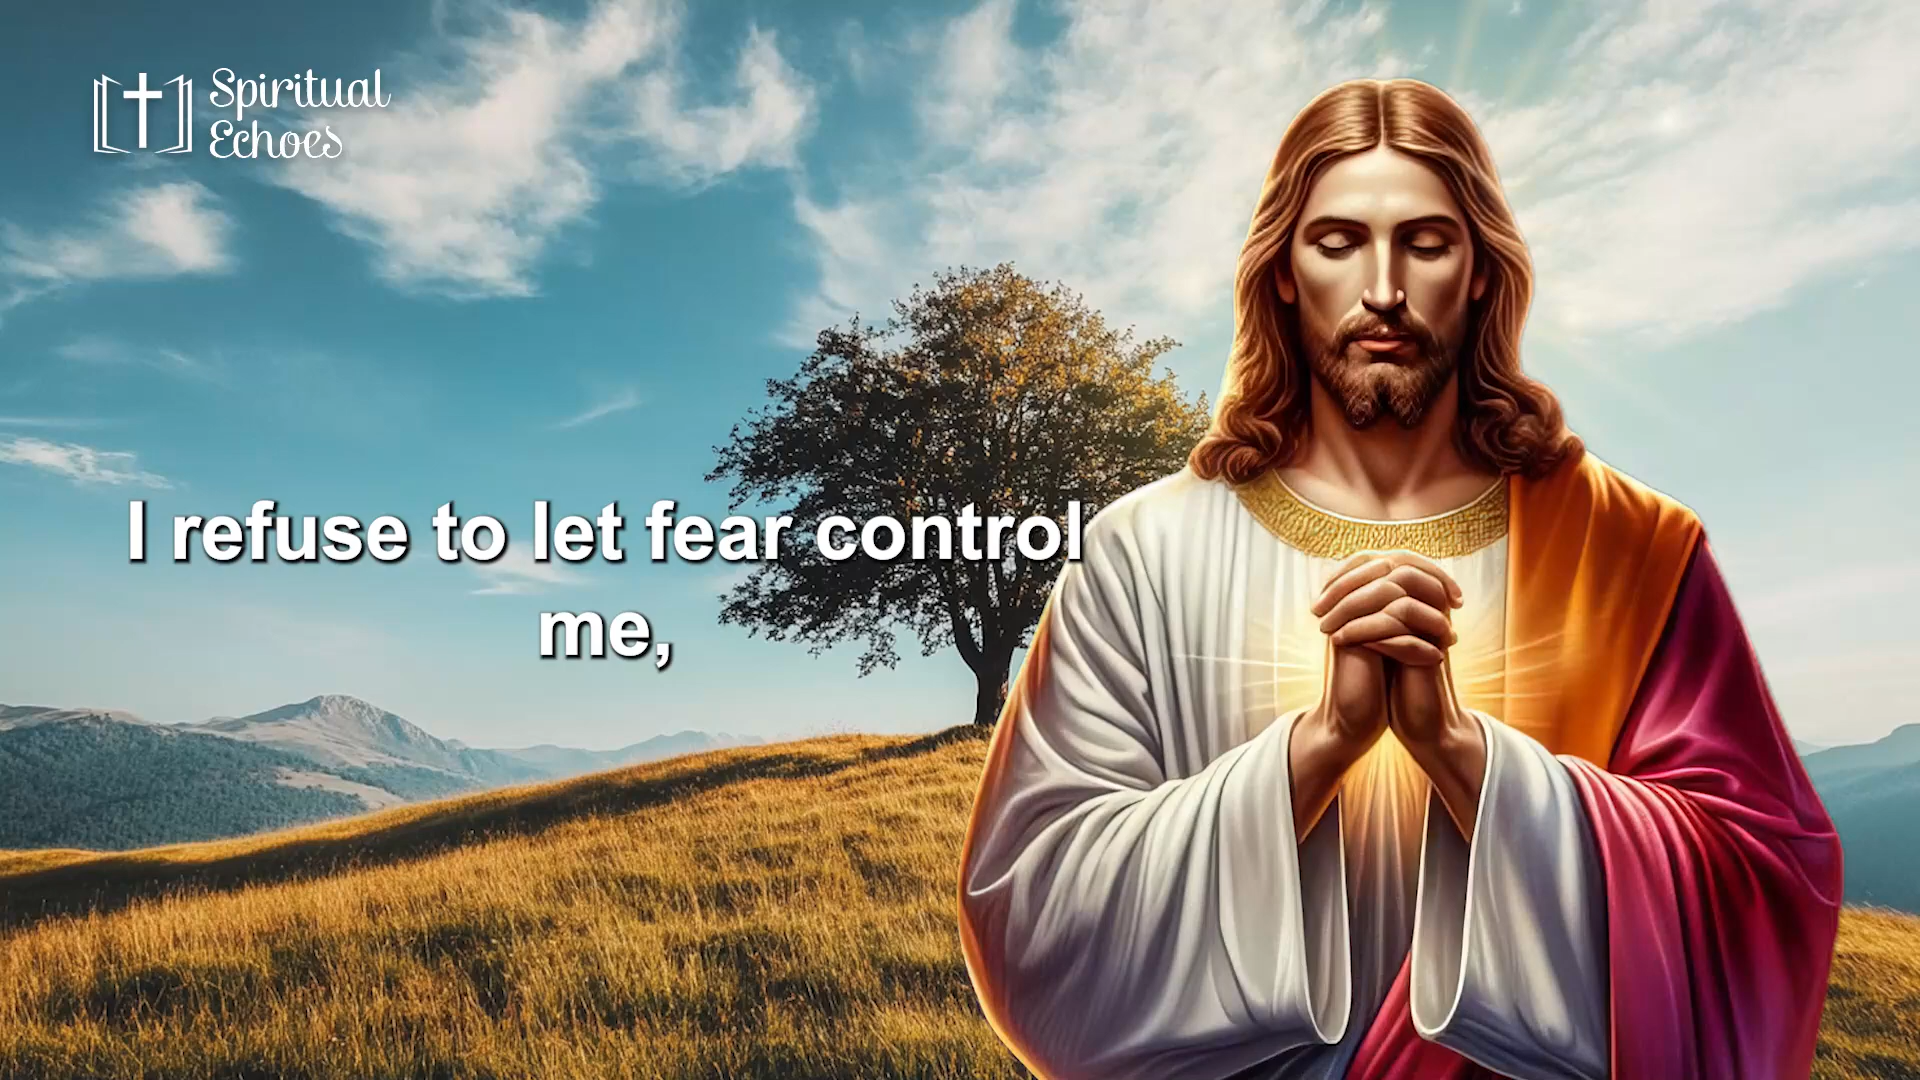 Spiritual
Echoes
I refuse to let fear control
me,